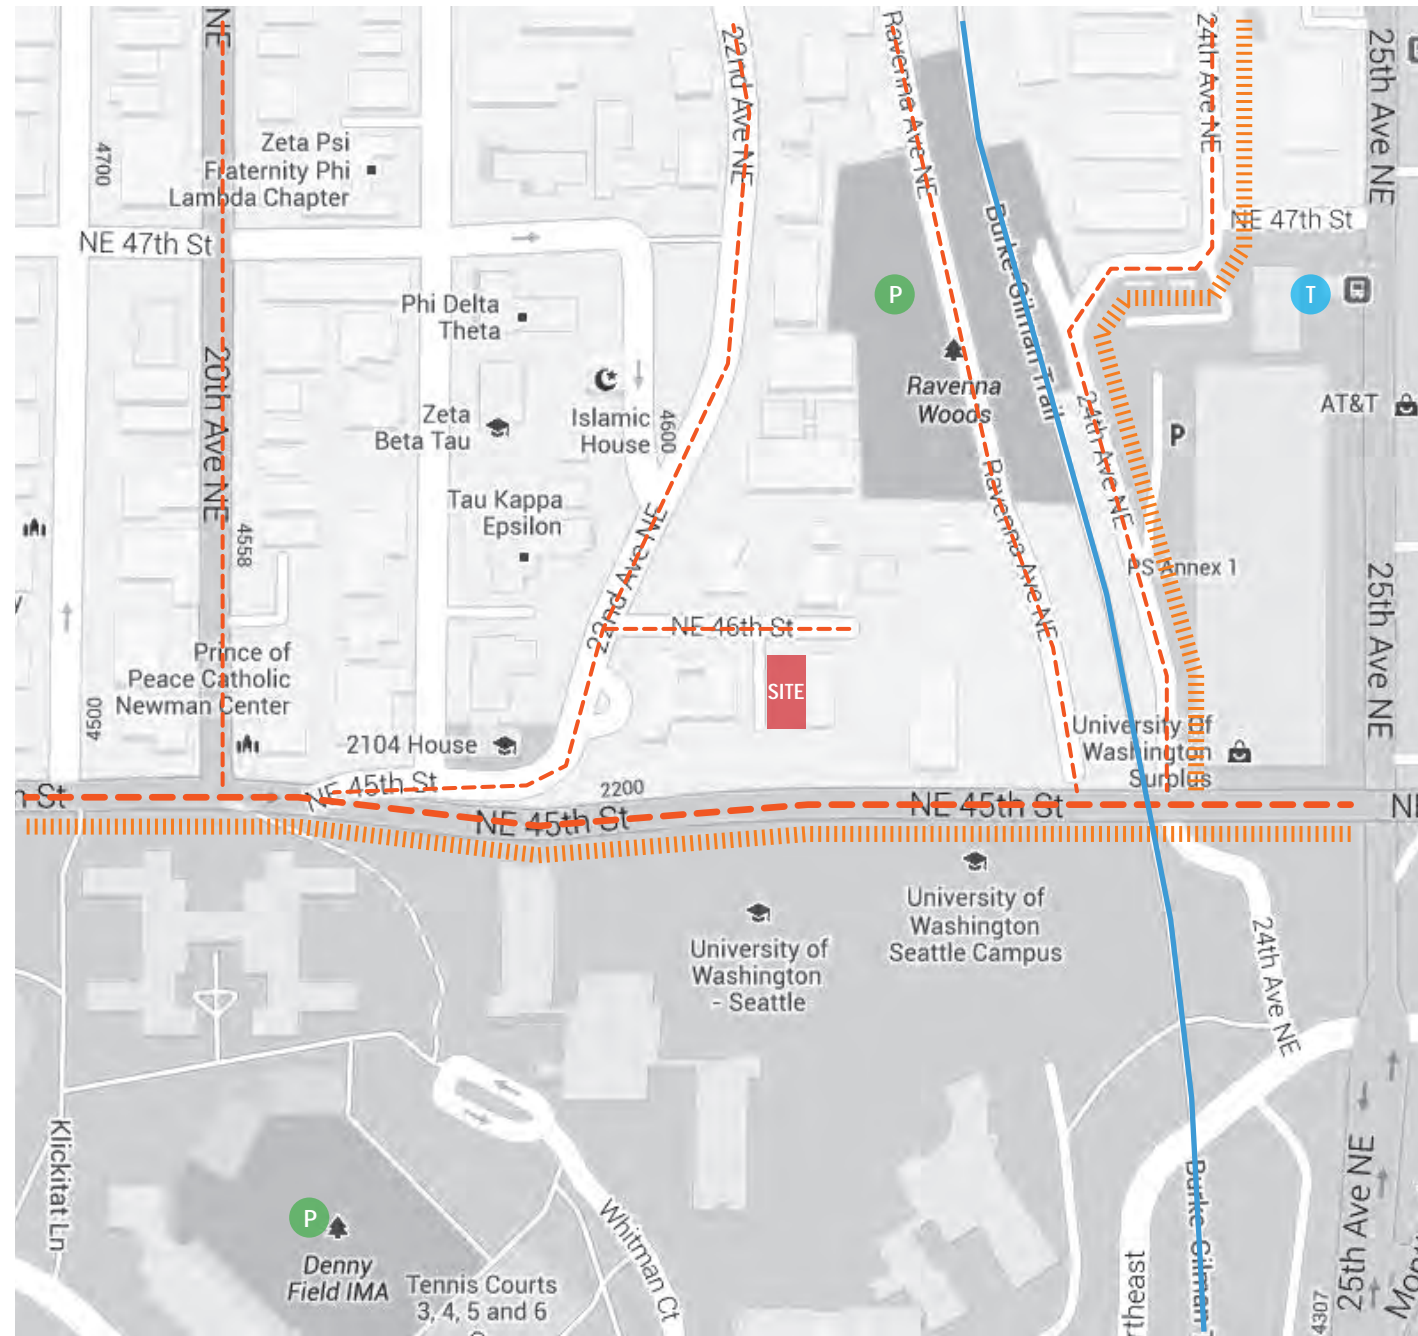 NE
22nd Ave NE
Ravenna Ave NE
24th Ave NE
25th Ave NE
4700
Zeta Psi
Fraternity Phi
Lambda Chapter
NE 47th St
NE 47th St
Burke-Gilman Trail
P
T
Phi Delta
Theta
20th Ave NE
Islamic
House
4600
Zeta
Beta Tau
Ravenna
Woods
AT&T
24th Ave NE
P
Tau Kappa
Epsilon
4558
22nd Ave NE
Ravenna Ave NE
PS Annex 1
25th Ave NE
y
NE 46th St
SITE
Prince of
Peace Catholic
Newman Center
4500
2104 House
University of
Washington
Surplus
h St
NE 45th St
2200
NE 45th St
NE 45th St
University of
Washington
Seattle Campus
University of
Washington
- Seattle
24th Ave NE
Klickitat Ln
P
Denny
Field IMA
Tennis Courts
3, 4, 5 and 6
Whitman Ct
Burke-Gilman
rtheast
25th Ave NE
4307